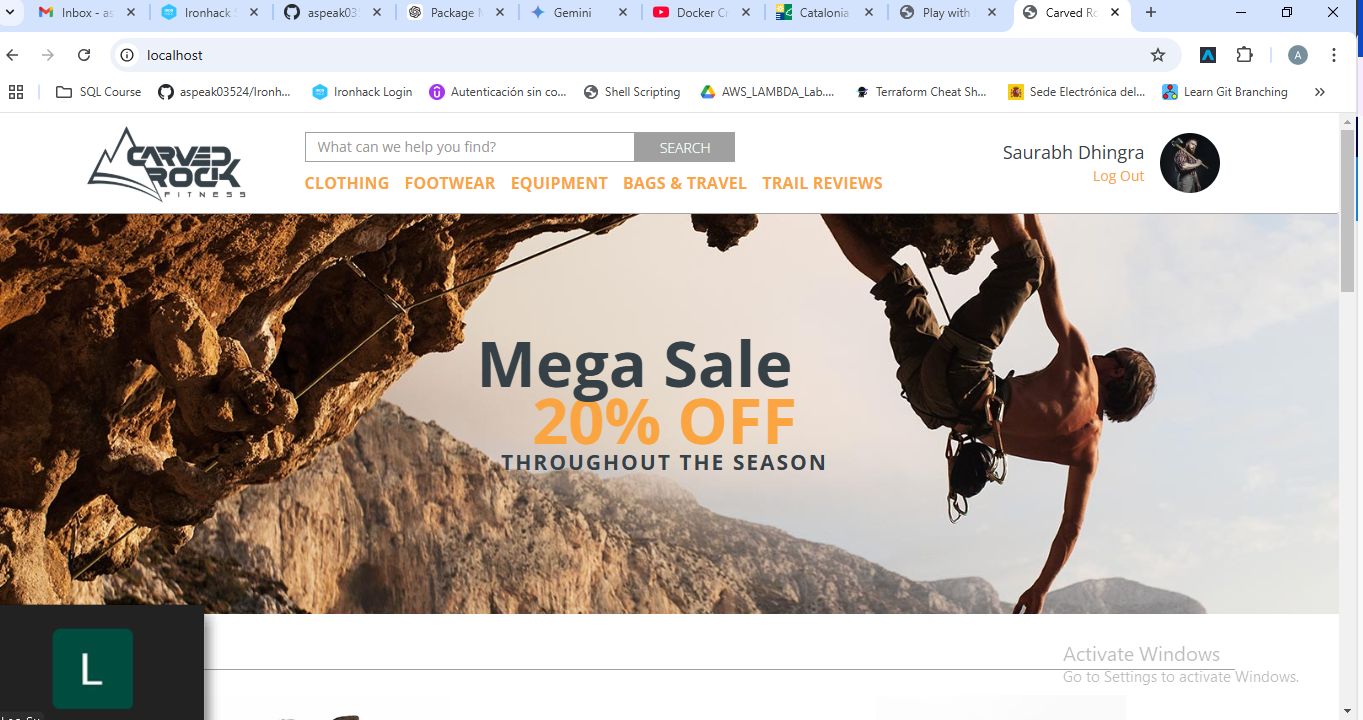 Inbox - as
Ironhack S
aspeak03
Package M
Gemini
Docker Cr
Catalonia
Play with
Carved Ro
localhost
A
SQL Course
aspeak03524/Ironh...
Ironhack Login
Autenticación sin co...
Shell Scripting
AWS_LAMBDA_Lab....
Terraform Cheat Sh...
Sede Electrónica del...
Learn Git Branching
CARVED
ROCK
FITNESS
What can we help you find?
SEARCH
Saurabh Dhingra
Log Out
CLOTHING FOOTWEAR EQUIPMENT BAGS & TRAVEL TRAIL REVIEWS
Mega Sale
20% OFF
THROUGHOUT THE SEASON
L
Activate Windows
Go to Settings to activate Windows.